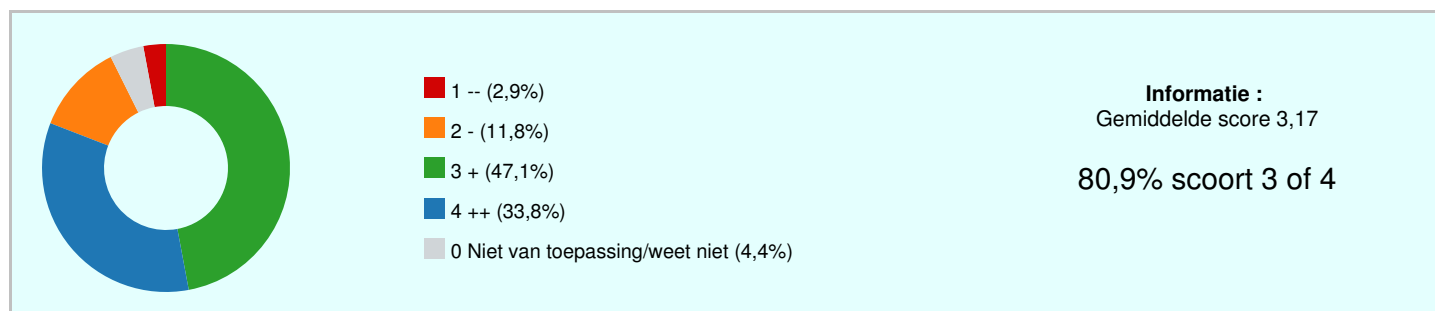 1 -- (2,9%)
2 - (11,8%)
3 + (47,1%)
4 ++ (33,8%)
0 Niet van toepassing/weet niet (4,4%)
Informatie :
Gemiddelde score 3,17
80,9% scoort 3 of 4